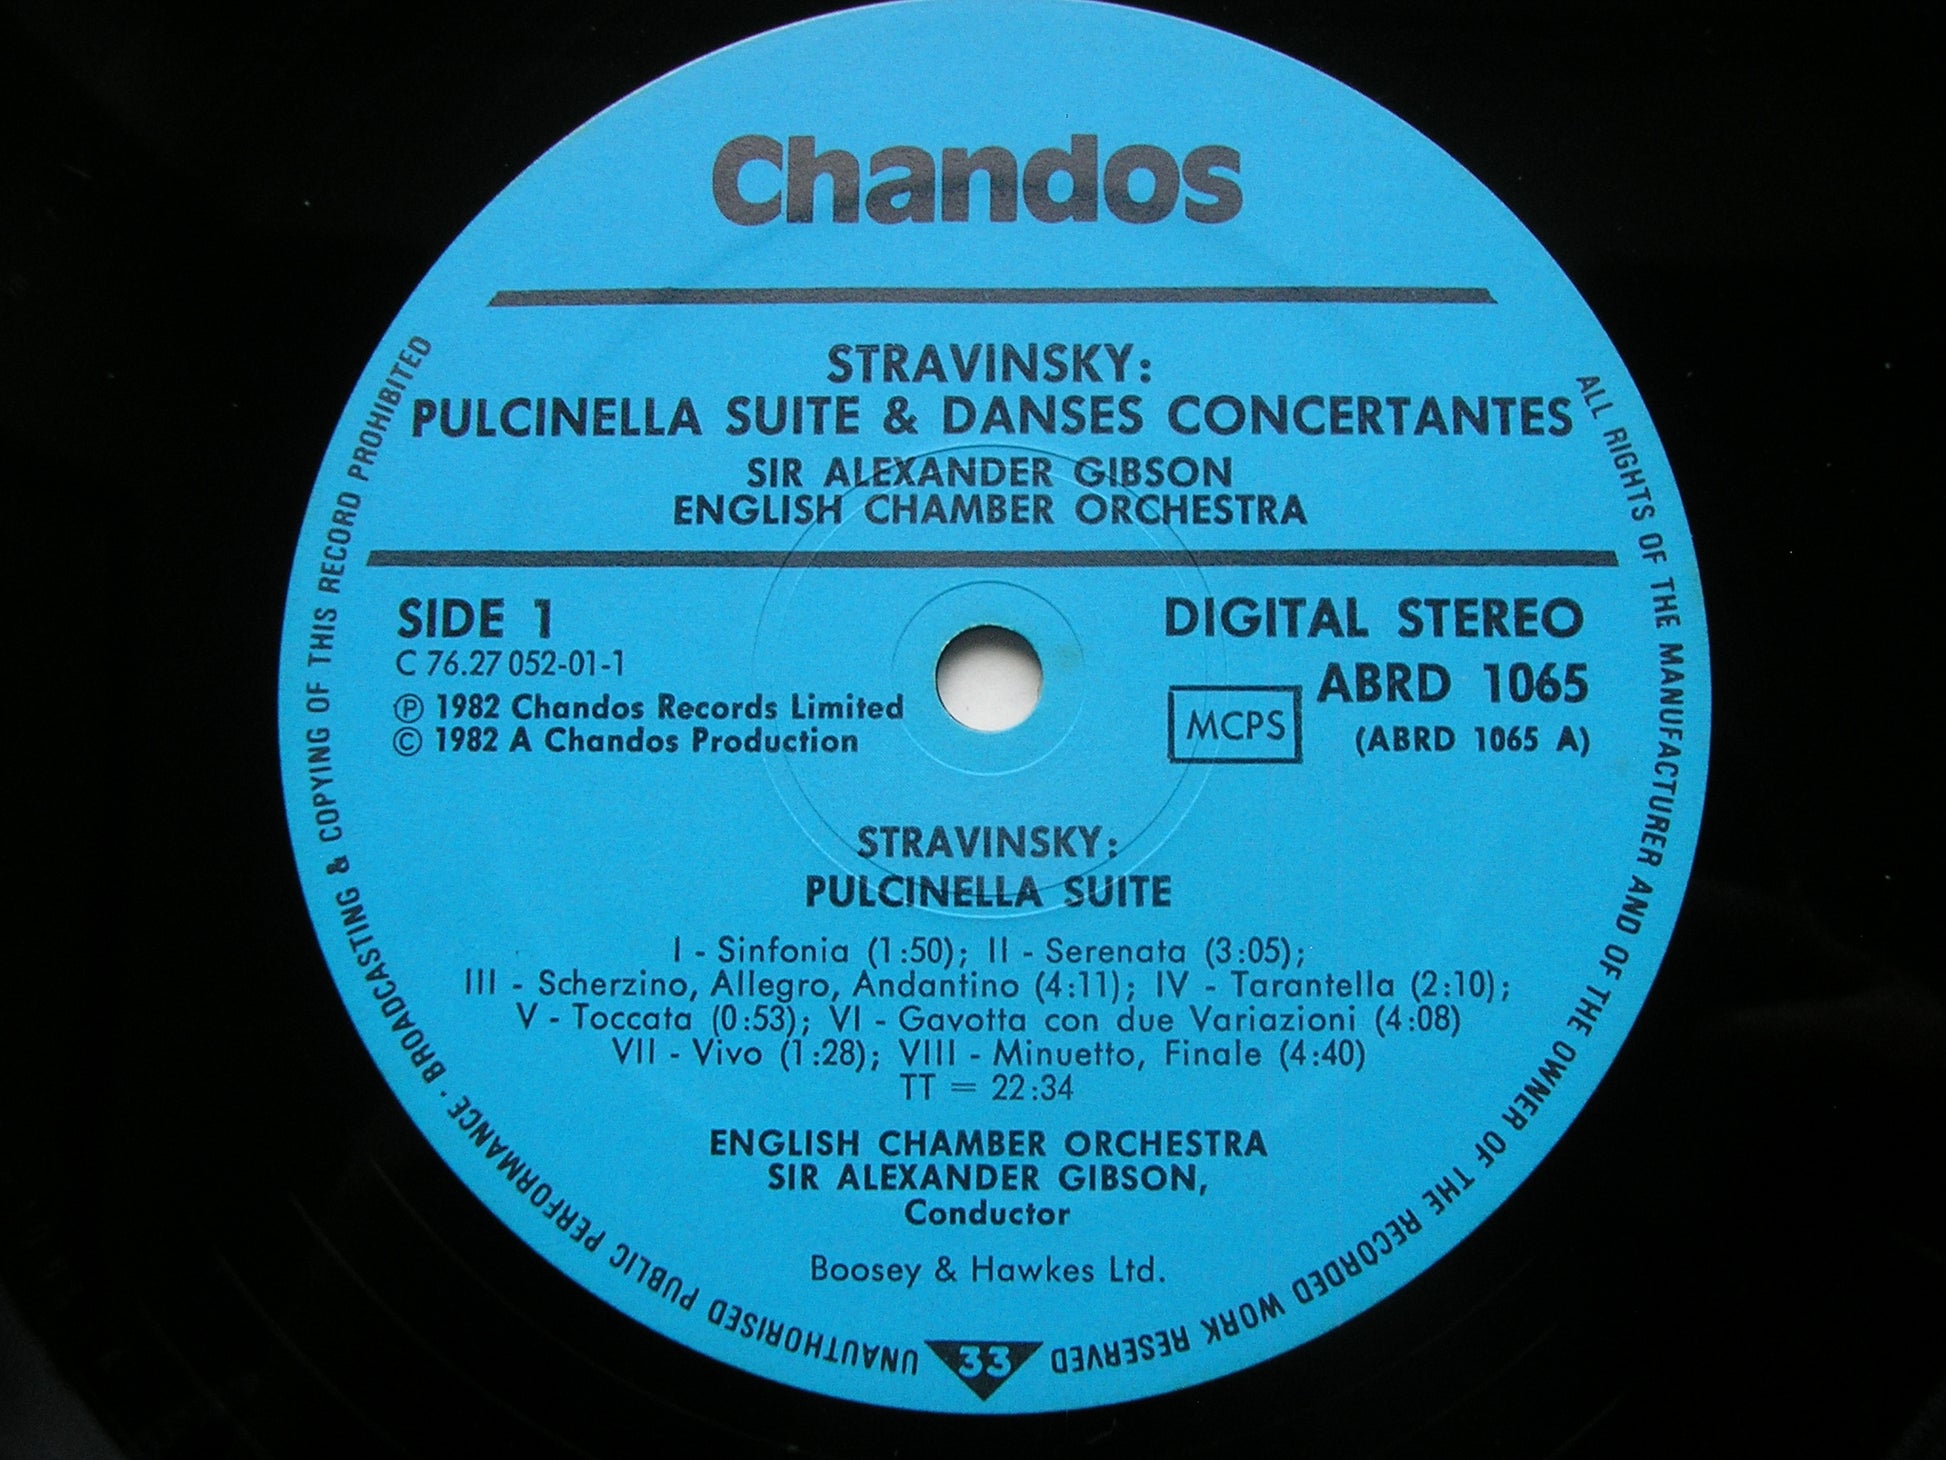 Chandos
STRAVINSKY:
PULCINELLA SUITE & DANSES CONCERTANTES
SIR ALEXANDER GIBSON
ENGLISH CHAMBER ORCHESTRA
SIDE 1
C 76.27 052-01-1
Ⓟ 1982 Chandos Records Limited
© 1982 A Chandos Production
DIGITAL STEREO
ABRD 1065
MCPS
(ABRD 1065 A)
STRAVINSKY:
PULCINELLA SUITE
I - Sinfonia (1:50); II - Serenata (3:05);
III - Scherzino, Allegro, Andantino (4:11); IV - Tarantella (2:10);
V - Toccata (0:53); VI - Gavotta con due Variazioni (4:08)
VII - Vivo (1:28); VIII - Minuetto, Finale (4:40)
TT = 22:34
ENGLISH CHAMBER ORCHESTRA
SIR ALEXANDER GIBSON,
Conductor
Boosey & Hawkes Ltd.
ALL RIGHTS OF THE MANUFACTURER AND OF THE OWNER OF THE RECORDED WORK RESERVED
33
UNAUTHORISED PUBLIC PERFORMANCE · BROADCASTING & COPYING OF THIS RECORD PROHIBITED